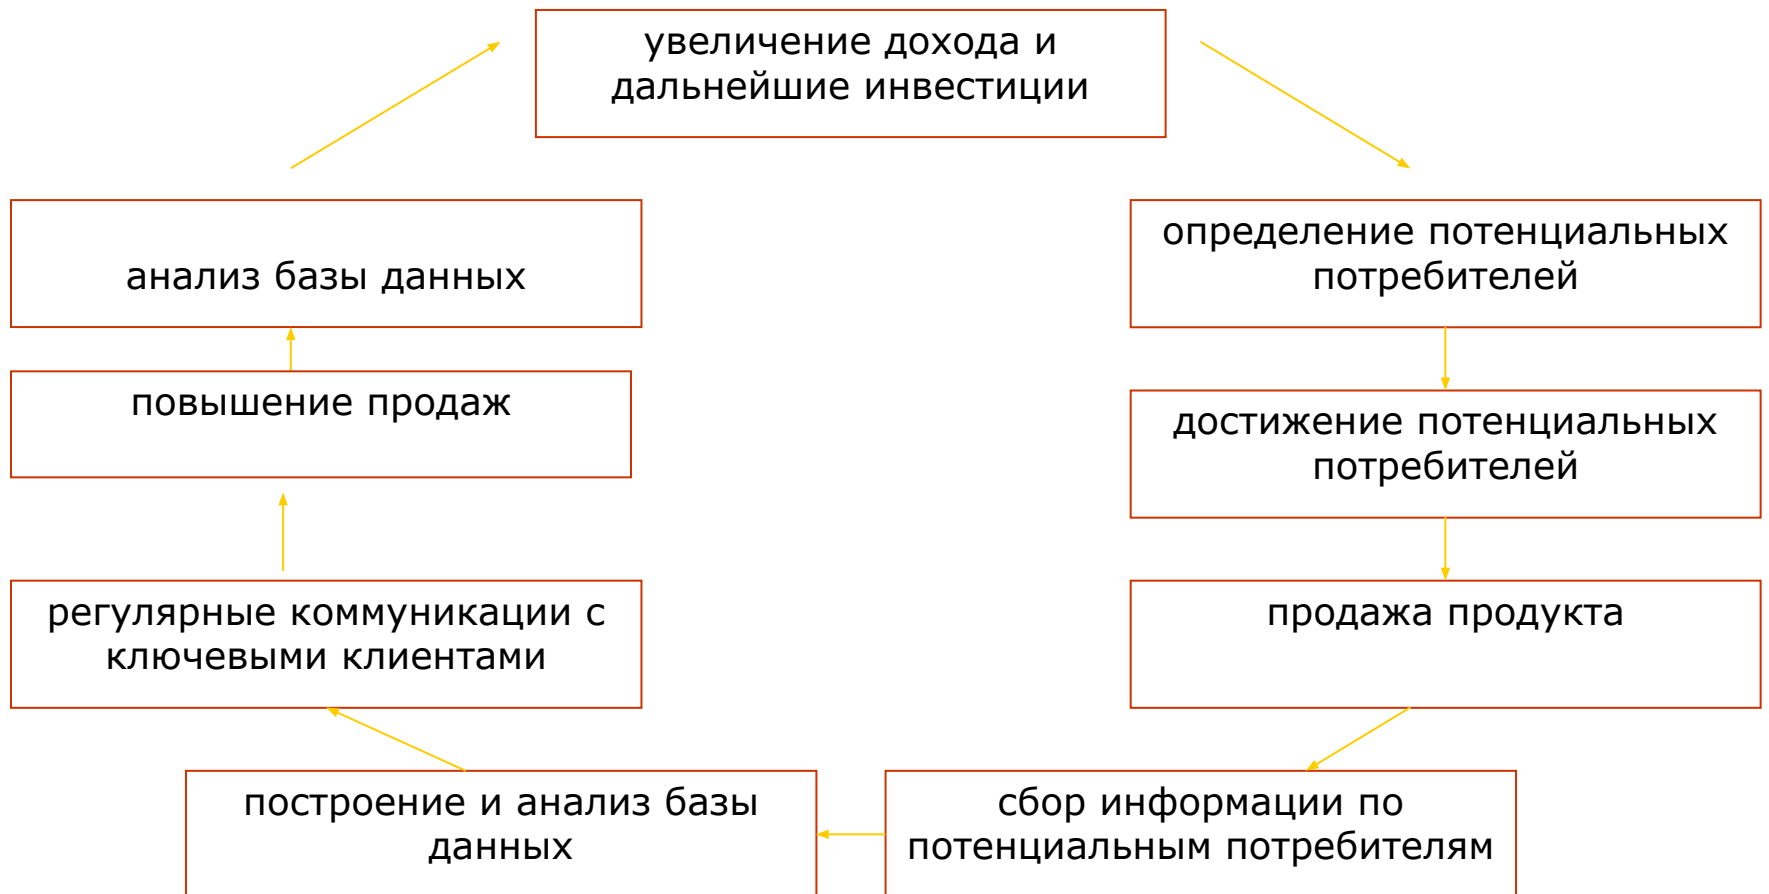 увеличение дохода и
дальнейшие инвестиции
анализ базы данных
определение потенциальных
потребителей
повышение продаж
достижение потенциальных
потребителей
регулярные коммуникации с
ключевыми клиентами
продажа продукта
построение и анализ базы
данных
сбор информации по
потенциальным потребителям